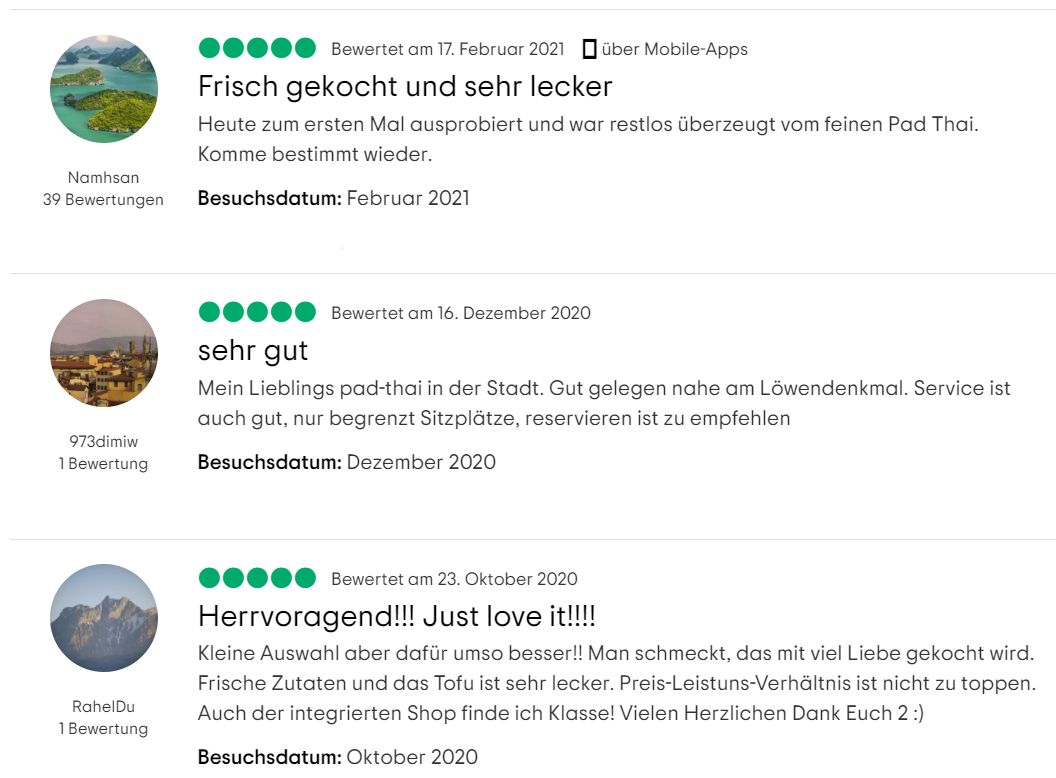 Bewertet am 17. Februar 2021 über Mobile-Apps
Frisch gekocht und sehr lecker
Heute zum ersten Mal ausprobiert und war restlos überzeugt vom feinen Pad Thai.
Komme bestimmt wieder.
Namhsan
39 Bewertungen
Besuchsdatum: Februar 2021
Bewertet am 16. Dezember 2020
sehr gut
Mein Lieblings pad-thai in der Stadt. Gut gelegen nahe am Löwendenkmal. Service ist
auch gut, nur begrenzt Sitzplätze, reservieren ist zu empfehlen
973dimiw
1 Bewertung
Besuchsdatum: Dezember 2020
Bewertet am 23. Oktober 2020
Herrvoragend!!! Just love it!!!!
Kleine Auswahl aber dafür umso besser!! Man schmeckt, das mit viel Liebe gekocht wird.
Frische Zutaten und das Tofu ist sehr lecker. Preis-Leistuns-Verhältnis ist nicht zu toppen.
Auch der integrierten Shop finde ich Klasse! Vielen Herzlichen Dank Euch 2 :)
RahelDu
1 Bewertung
Besuchsdatum: Oktober 2020